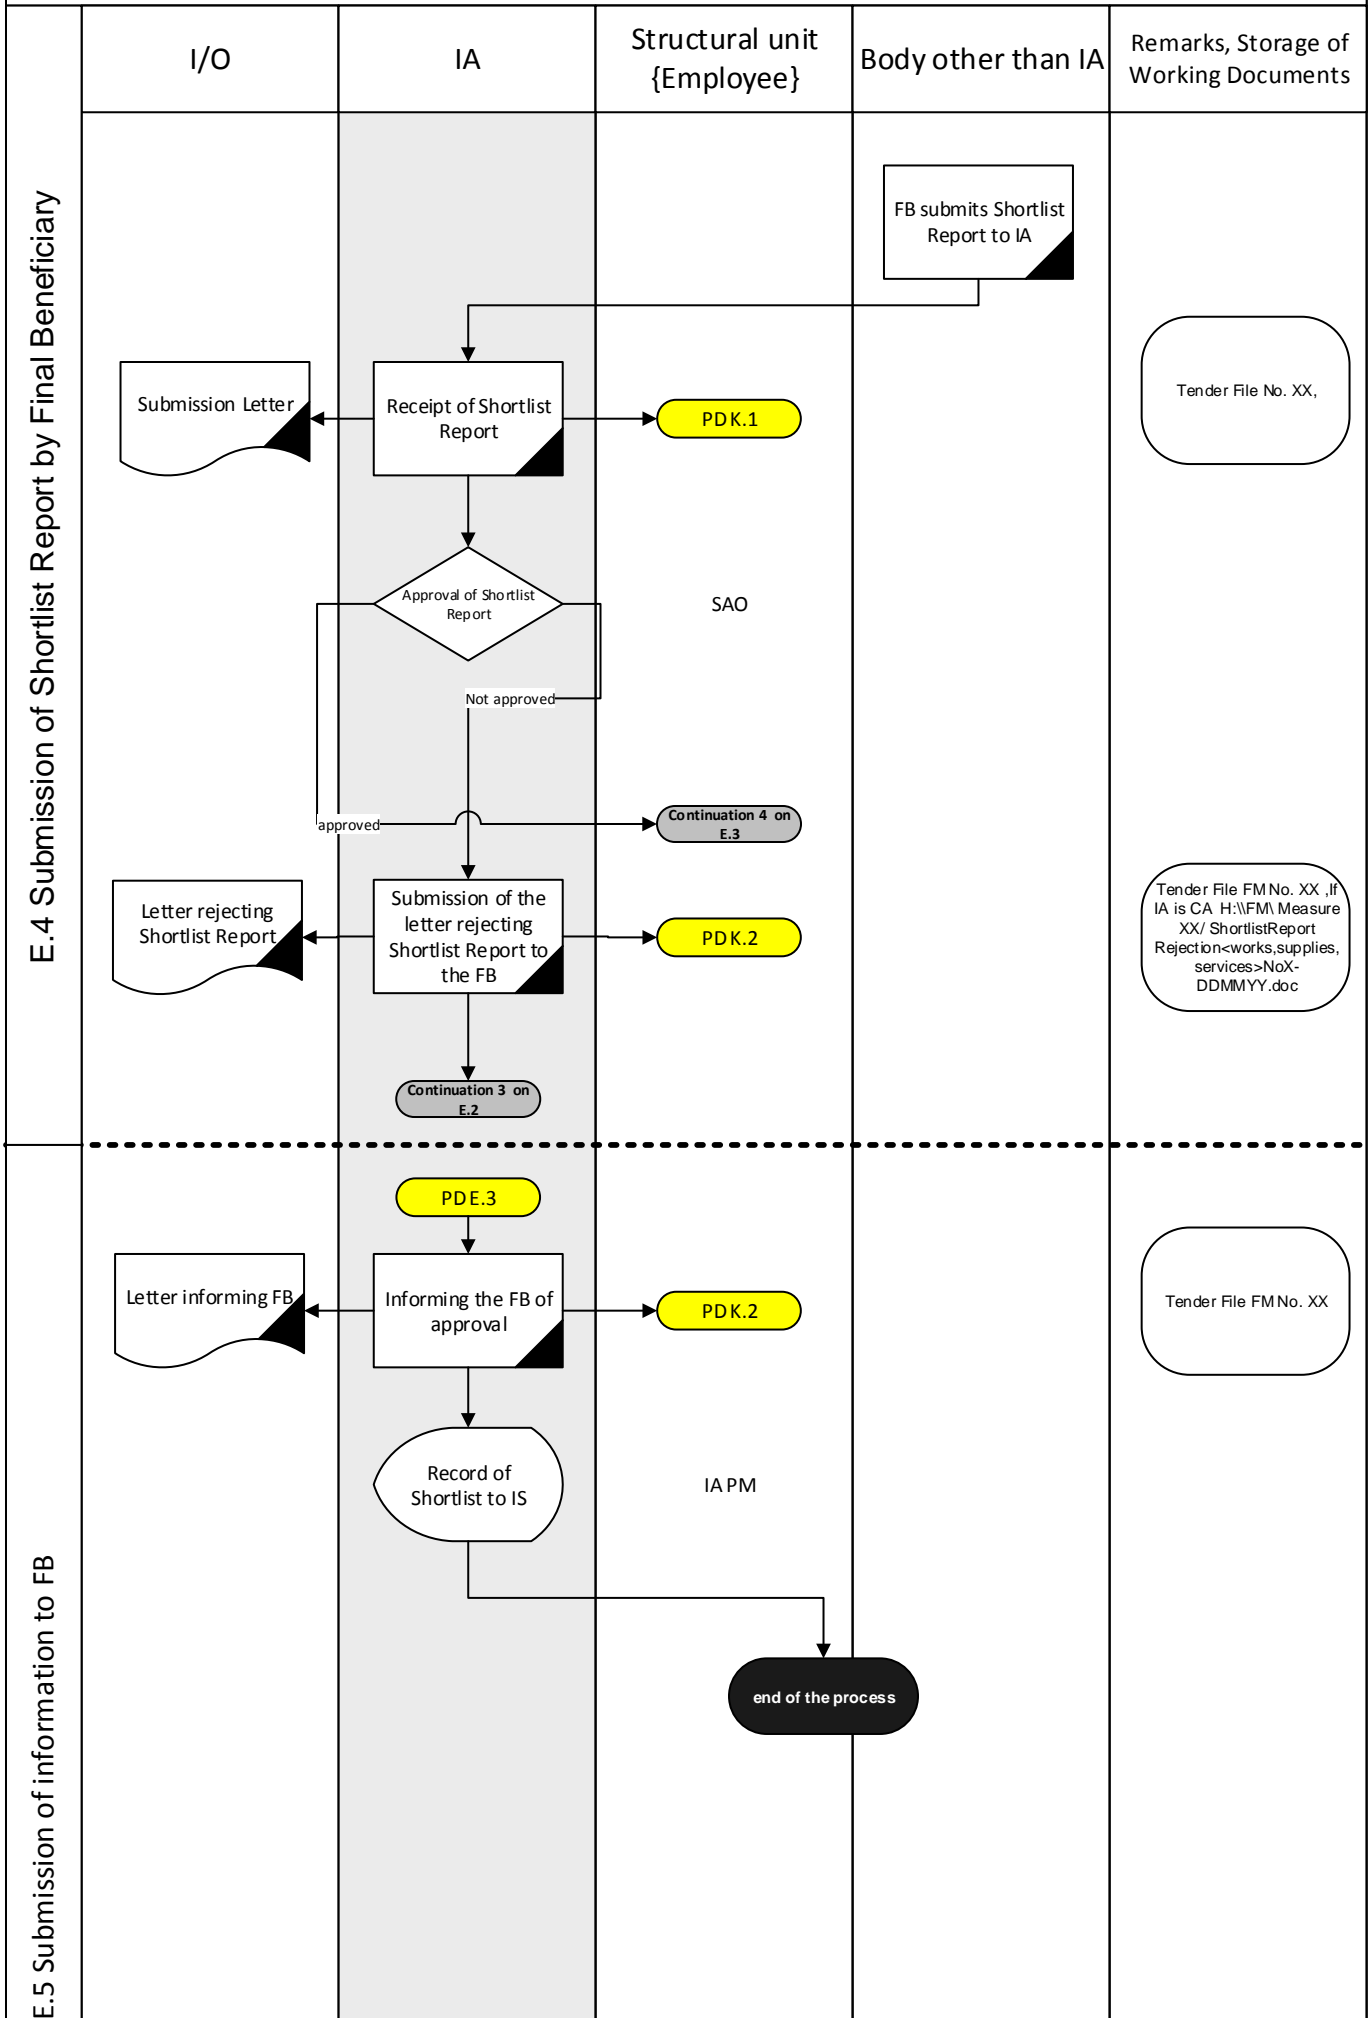 I/O
IA
Structural unit
{Employee}
Body other than IA
Remarks, Storage of
Working Documents
E.4 Submission of Shortlist Report by Final Beneficiary
FB submits Shortlist
Report to IA
Submission Letter
Receipt of Shortlist
Report
PDK.1
Tender File No. XX,
Approval of Shortlist
Report
SAO
Not approved
approved
Continuation 4 on
E.3
Letter rejecting
Shortlist Report
Submission of the
letter rejecting
Shortlist Report to
the FB
PDK.2
Tender File FM No. XX ,If
IA is CA H:\\FM\ Measure
XX/ ShortlistReport
Rejection<works,supplies,
services>NoX-
DDMMYY.doc
Continuation 3 on
E.2
E.5 Submission of information to FB
PDE.3
Letter informing FB
Informing the FB of
approval
PDK.2
Tender File FM No. XX
Record of
Shortlist to IS
IA PM
end of the process